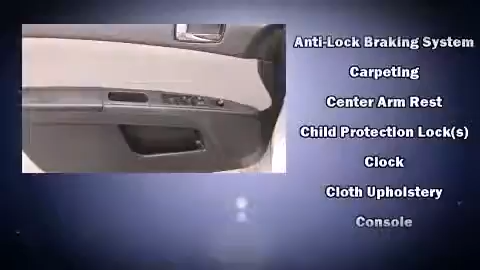 Anti-Lock Braking System
Carpeting
Center Arm Rest
Child Protection Lock(s)
Clock
Cloth Upholstery
Console